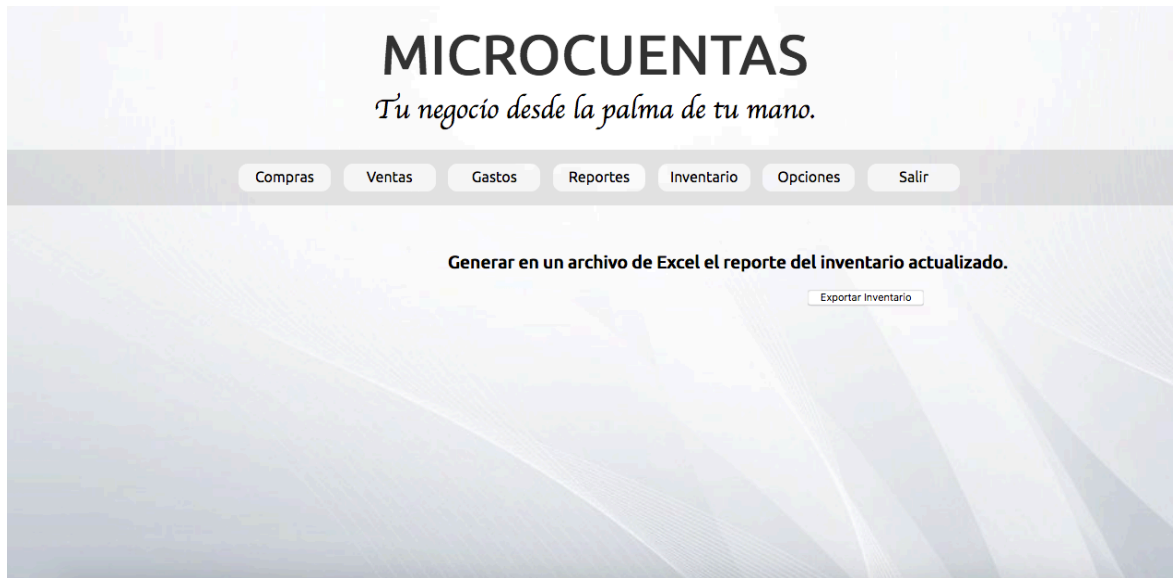 MICROCUENTAS
Tu negocio desde la palma de tu mano.
Compras Ventas Gastos Reportes Inventario Opciones Salir
Generar en un archivo de Excel el reporte del inventario actualizado.
Exportar Inventario